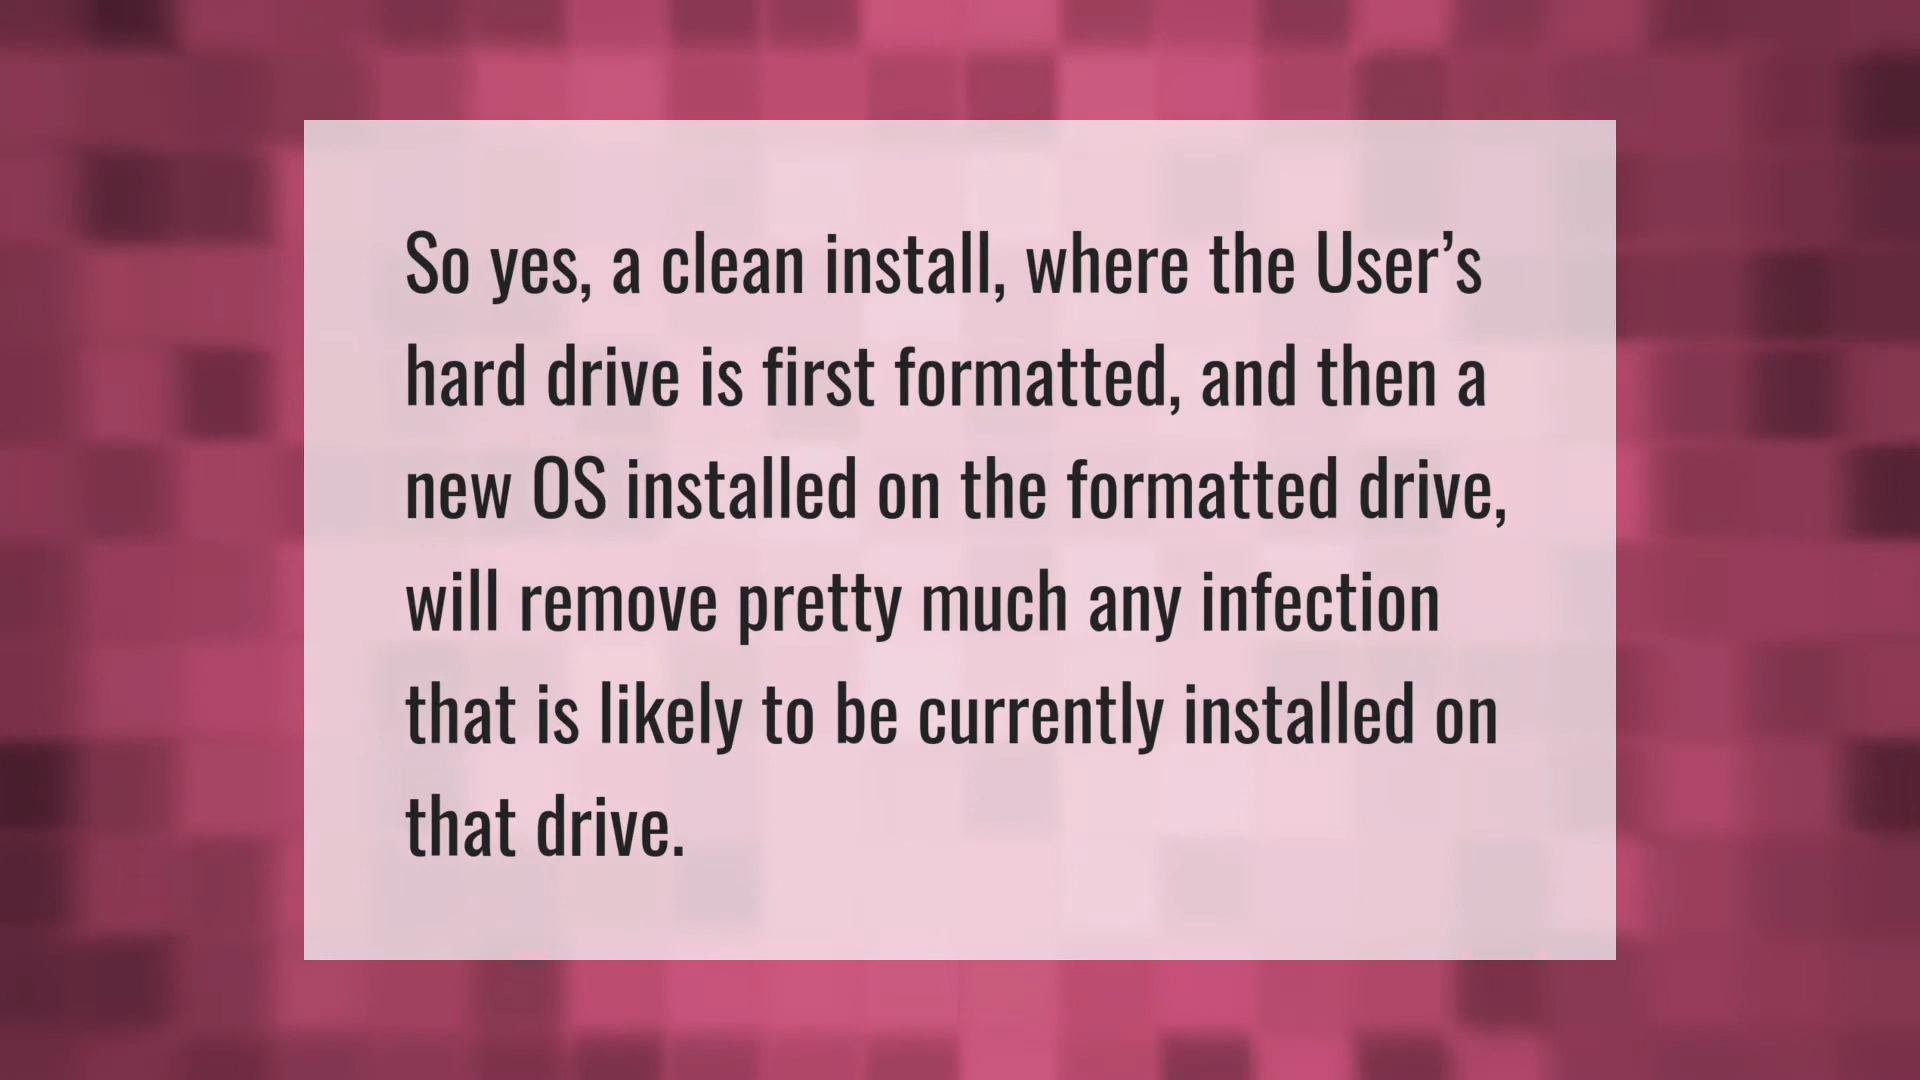 So yes, a clean install, where the User’s
hard drive is first formatted, and then a
new OS installed on the formatted drive,
will remove pretty much any infection
that is likely to be currently installed on
that drive.